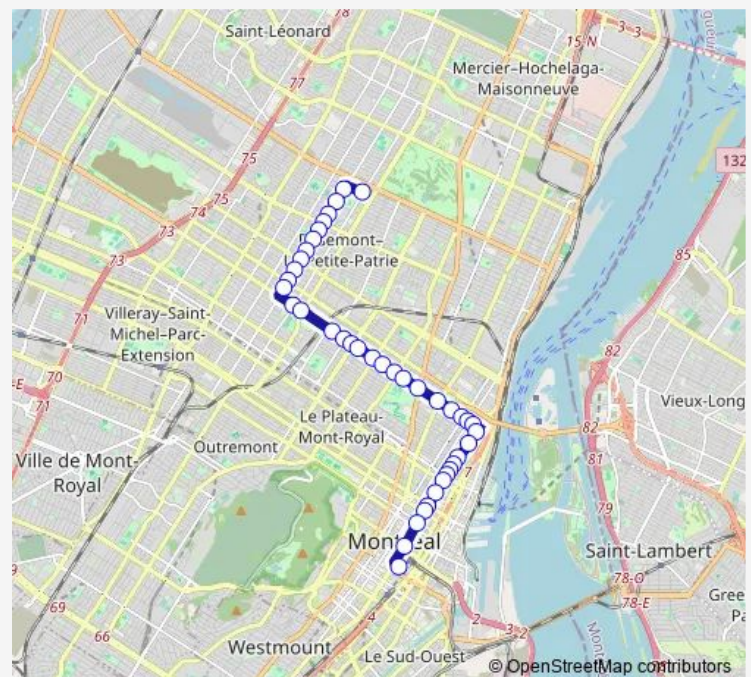 78
Saint-Léonard
3 3
15-N
77
Mercier–Hochelaga-
Maisonneuve
75
132
75
74
73
85
Petite-Patrie
73
Villeray–Saint-
Michel–Parc-
Extension
71
82
70
71
Vieux-Long
Le Plateau-
Mont-Royal
82
81
Outremont
Ville de Mont-
Royal
7
79
Saint-Lambert
78-O
78-E
Gree
69
66
4
2
3
2
Westmount
Le Sud-Ouest
© OpenStreetMap contributors